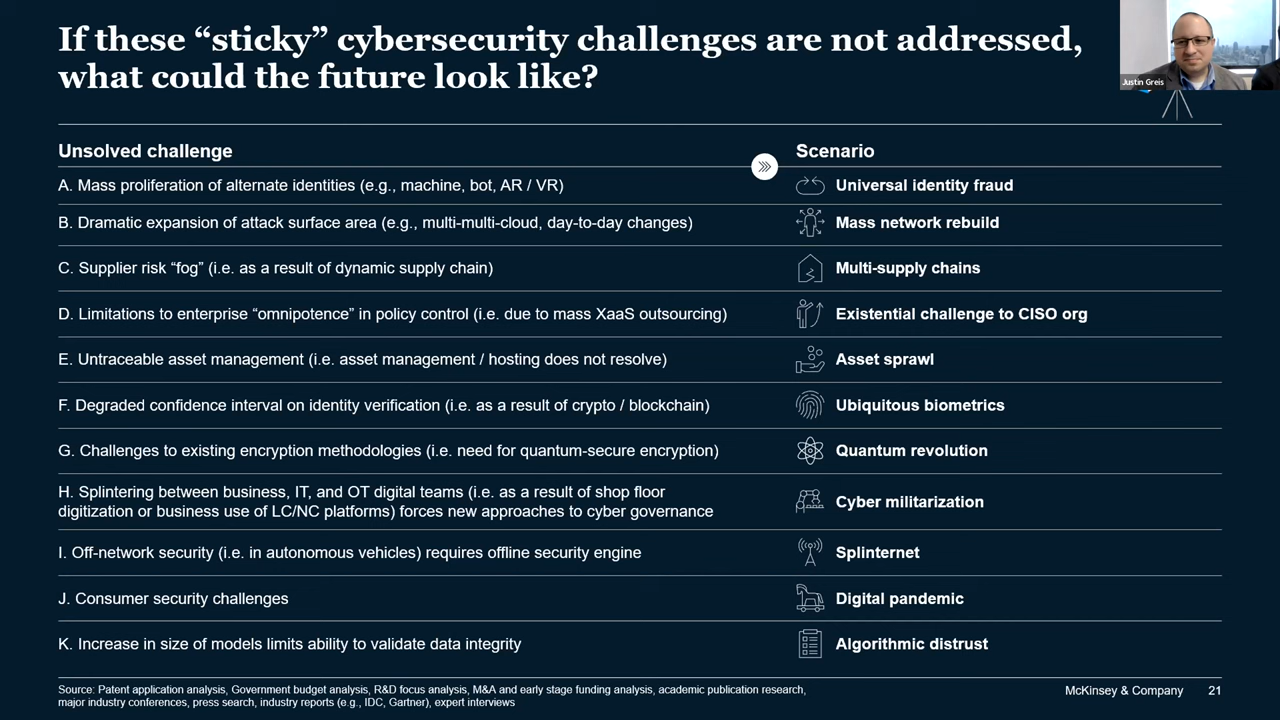 If these “sticky” cybersecurity challenges are not addressed,
what could the future look like?
Justin Greis
Unsolved challenge
Scenario
A. Mass proliferation of alternate identities (e.g., machine, bot, AR / VR)
Universal identity fraud
B. Dramatic expansion of attack surface area (e.g., multi-multi-cloud, day-to-day changes)
Mass network rebuild
C. Supplier risk “fog” (i.e. as a result of dynamic supply chain)
Multi-supply chains
D. Limitations to enterprise “omnipotence” in policy control (i.e. due to mass XaaS outsourcing)
Existential challenge to CISO org
E. Untraceable asset management (i.e. asset management / hosting does not resolve)
Asset sprawl
F. Degraded confidence interval on identity verification (i.e. as a result of crypto / blockchain)
Ubiquitous biometrics
G. Challenges to existing encryption methodologies (i.e. need for quantum-secure encryption)
Quantum revolution
H. Splintering between business, IT, and OT digital teams (i.e. as a result of shop floor
digitization or business use of LC/NC platforms) forces new approaches to cyber governance
Cyber militarization
I. Off-network security (i.e. in autonomous vehicles) requires offline security engine
Splinternet
J. Consumer security challenges
Digital pandemic
K. Increase in size of models limits ability to validate data integrity
Algorithmic distrust
Source: Patent application analysis, Government budget analysis, R&D focus analysis, M&A and early stage funding analysis, academic publication research,
major industry conferences, press search, industry reports (e.g., IDC, Gartner), expert interviews
McKinsey & Company 21